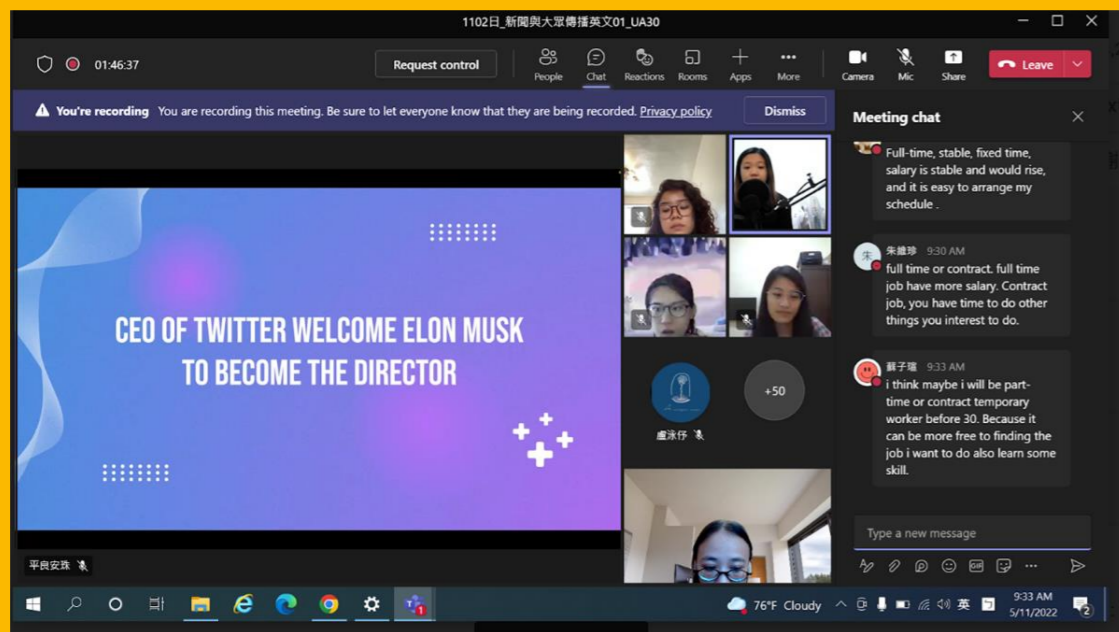 1102日_新聞與大眾傳播英文01_UA30
01:46:37
Request control
People
Chat
Reactions
Rooms
Apps
More
Camera
Mic
Share
Leave
You're recording You are recording this meeting. Be sure to let everyone know that they are being recorded. Privacy policy
Dismiss
CEO OF TWITTER WELCOME ELON MUSK
TO BECOME THE DIRECTOR
平良安珠
盧泳伃
+50
Meeting chat
Full-time, stable, fixed time,
salary is stable and would rise,
and it is easy to arrange my
schedule .
朱
朱維珍 9:30 AM
full time or contract. full time
job have more salary. Contract
job, you have time to do other
things you interest to do.
蘇子瑄 9:33 AM
i think maybe i will be part-
time or contract temporary
worker before 30. Because it
can be more free to finding the
job i want to do also learn some
skill.
Type a new message
GIF
76°F Cloudy
英
9:33 AM
5/11/2022
2